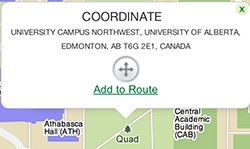 X
COORDINATE
UNIVERSITY CAMPUS NORTHWEST, UNIVERSITY OF ALBERTA,
EDMONTON, AB T6G 2E1, CANADA
Add to Route
Athabasca
Hall (ATH)
Quad
Central
Academic
Building
(CAB)